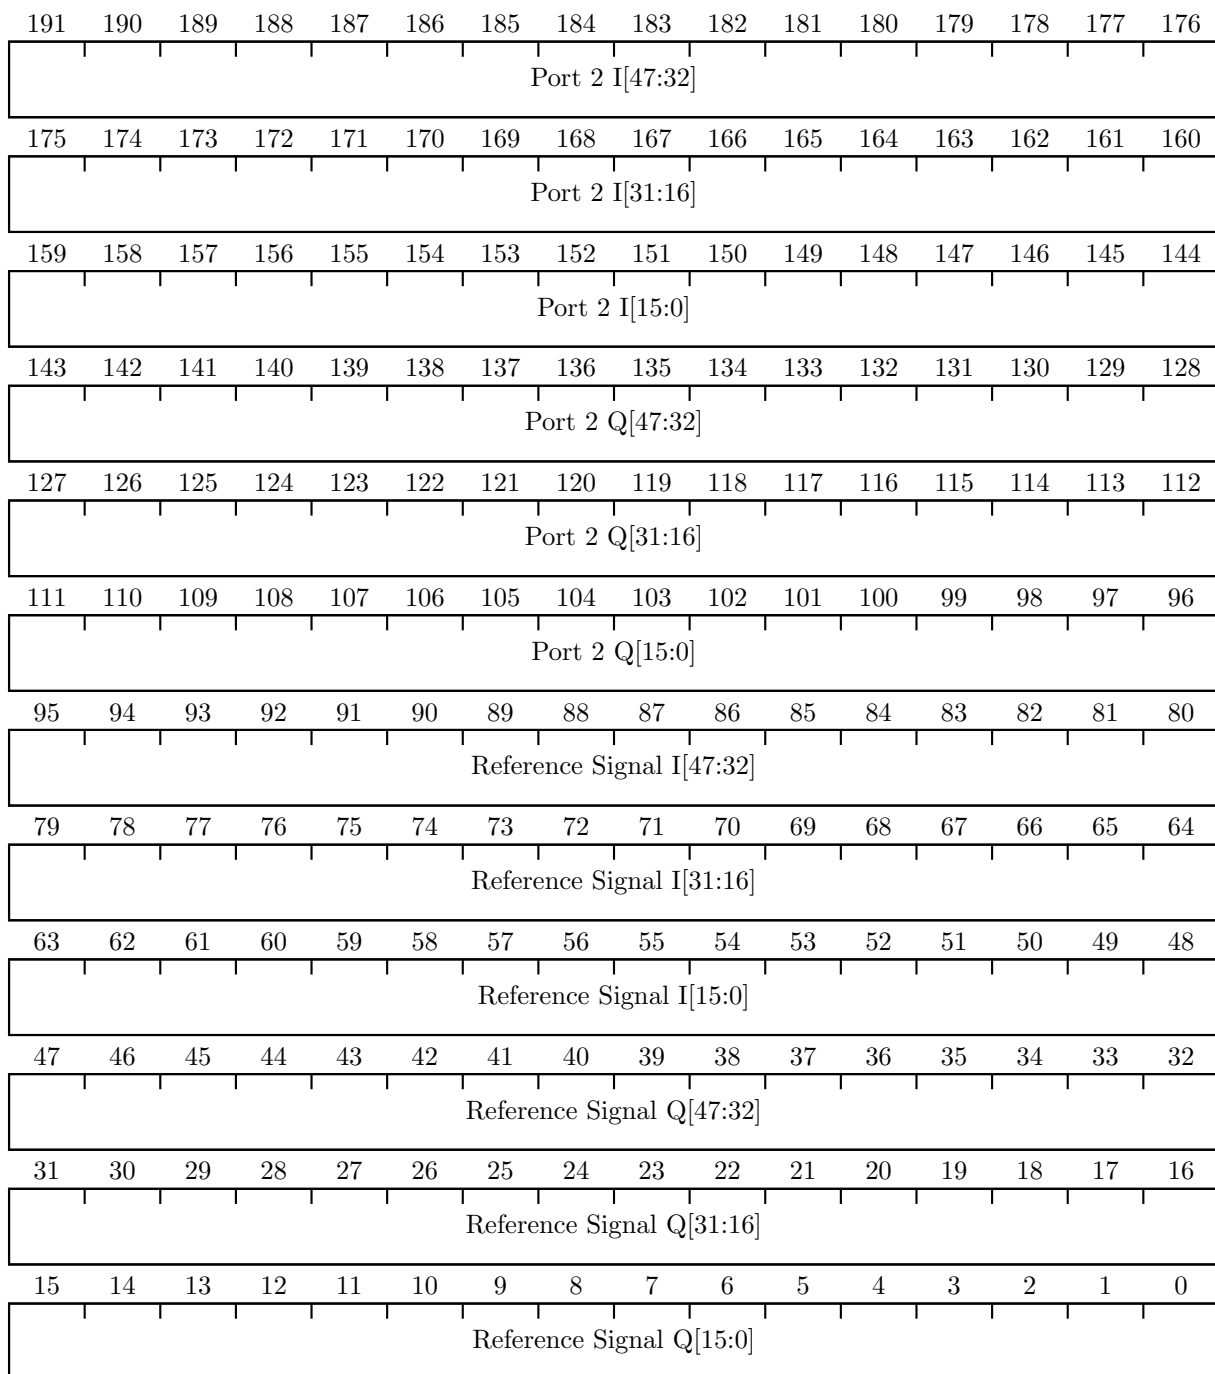 191 190 189 188 187 186 185 184 183 182 181 180 179 178 177 176
Port 2 I[47:32]
175 174 173 172 171 170 169 168 167 166 165 164 163 162 161 160
Port 2 I[31:16]
159 158 157 156 155 154 153 152 151 150 149 148 147 146 145 144
Port 2 I[15:0]
143 142 141 140 139 138 137 136 135 134 133 132 131 130 129 128
Port 2 Q[47:32]
127 126 125 124 123 122 121 120 119 118 117 116 115 114 113 112
Port 2 Q[31:16]
111 110 109 108 107 106 105 104 103 102 101 100 99 98 97 96
Port 2 Q[15:0]
95 94 93 92 91 90 89 88 87 86 85 84 83 82 81 80
Reference Signal I[47:32]
79 78 77 76 75 74 73 72 71 70 69 68 67 66 65 64
Reference Signal I[31:16]
63 62 61 60 59 58 57 56 55 54 53 52 51 50 49 48
Reference Signal I[15:0]
47 46 45 44 43 42 41 40 39 38 37 36 35 34 33 32
Reference Signal Q[47:32]
31 30 29 28 27 26 25 24 23 22 21 20 19 18 17 16
Reference Signal Q[31:16]
15 14 13 12 11 10 9 8 7 6 5 4 3 2 1 0
Reference Signal Q[15:0]